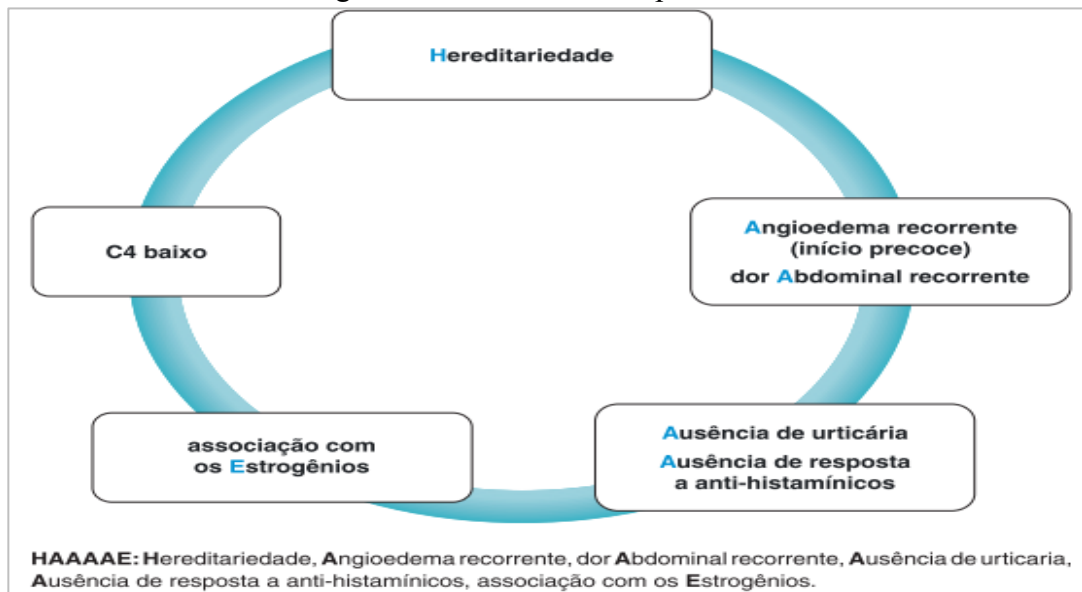 Hereditariedade
Angioedema recorrente
(início precoce)
dor Abdominal recorrente
C4 baixo
associação com
os Estrogênios
Ausência de urticária
Ausência de resposta
a anti-histamínicos
HAAAAE: Hereditariedade, Angioedema recorrente, dor Abdominal recorrente, Ausência de urticaria,
Ausência de resposta a anti-histamínicos, associação com os Estrogênios.